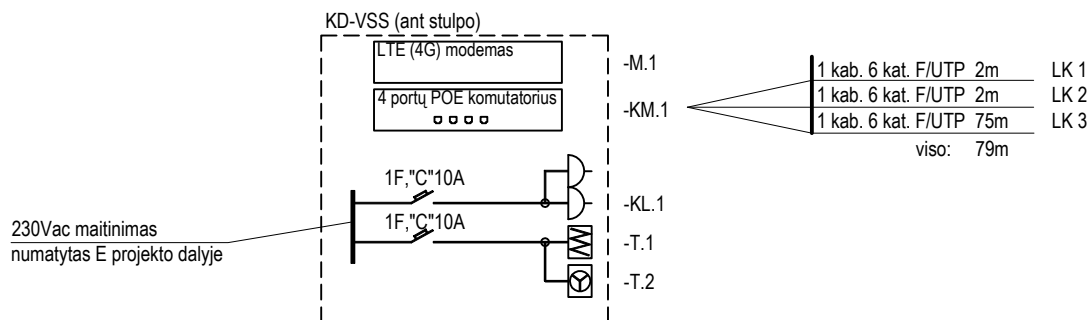 KD-VSS (ant stulpo)
LTE (4G) modemas
-M.1
4 portų POE komutatorius
-KM.1
1 kab. 6 kat. F/UTP 2m LK 1
1 kab. 6 kat. F/UTP 2m LK 2
1 kab. 6 kat. F/UTP 75m LK 3
viso: 79m
1F,"C"10A
-KL.1
1F,"C"10A
-T.1
-T.2
230Vac maitinimas
numatytas E projekto dalyje